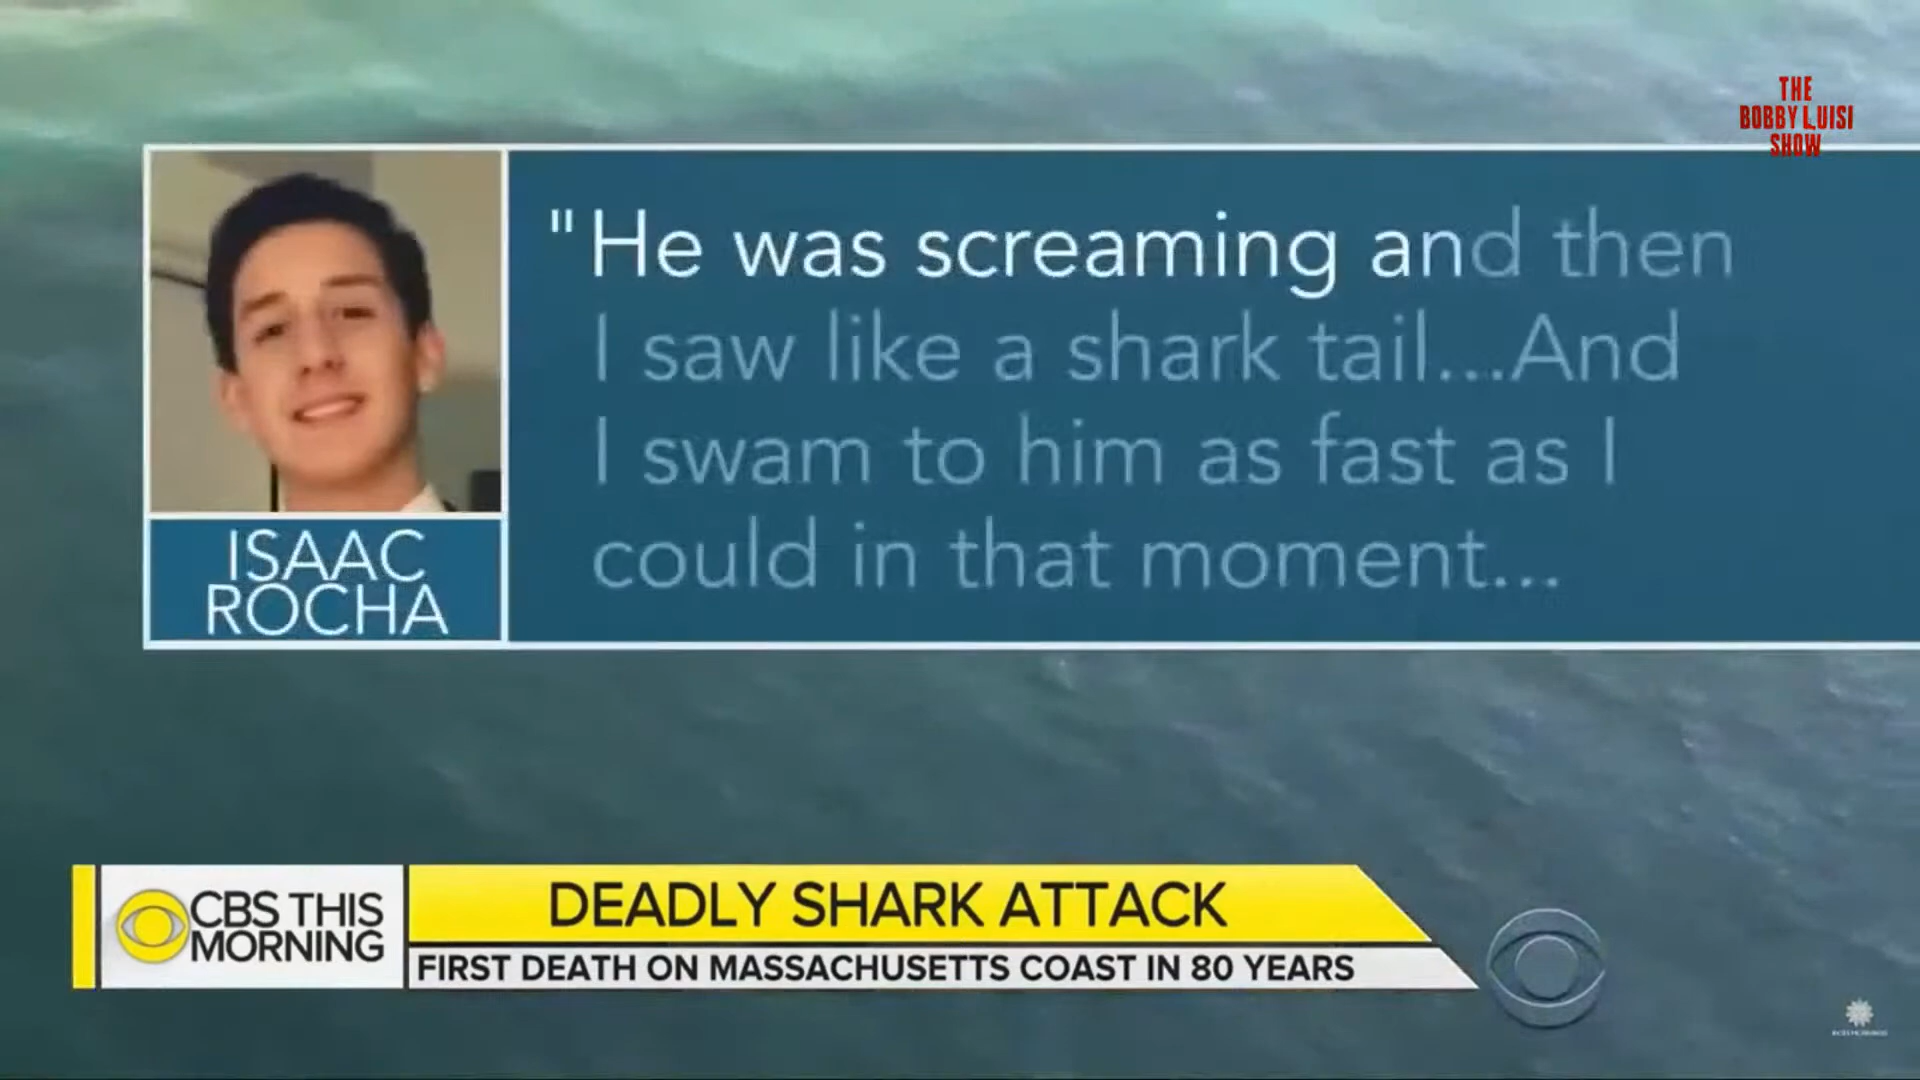 THE
BOBBY LUISI
SHOW
"He was screaming and then
I saw like a shark tail...And
I swam to him as fast as I
could in that moment...
ISAAC
ROCHA
CBS THIS
MORNING
DEADLY SHARK ATTACK
FIRST DEATH ON MASSACHUSETTS COAST IN 80 YEARS